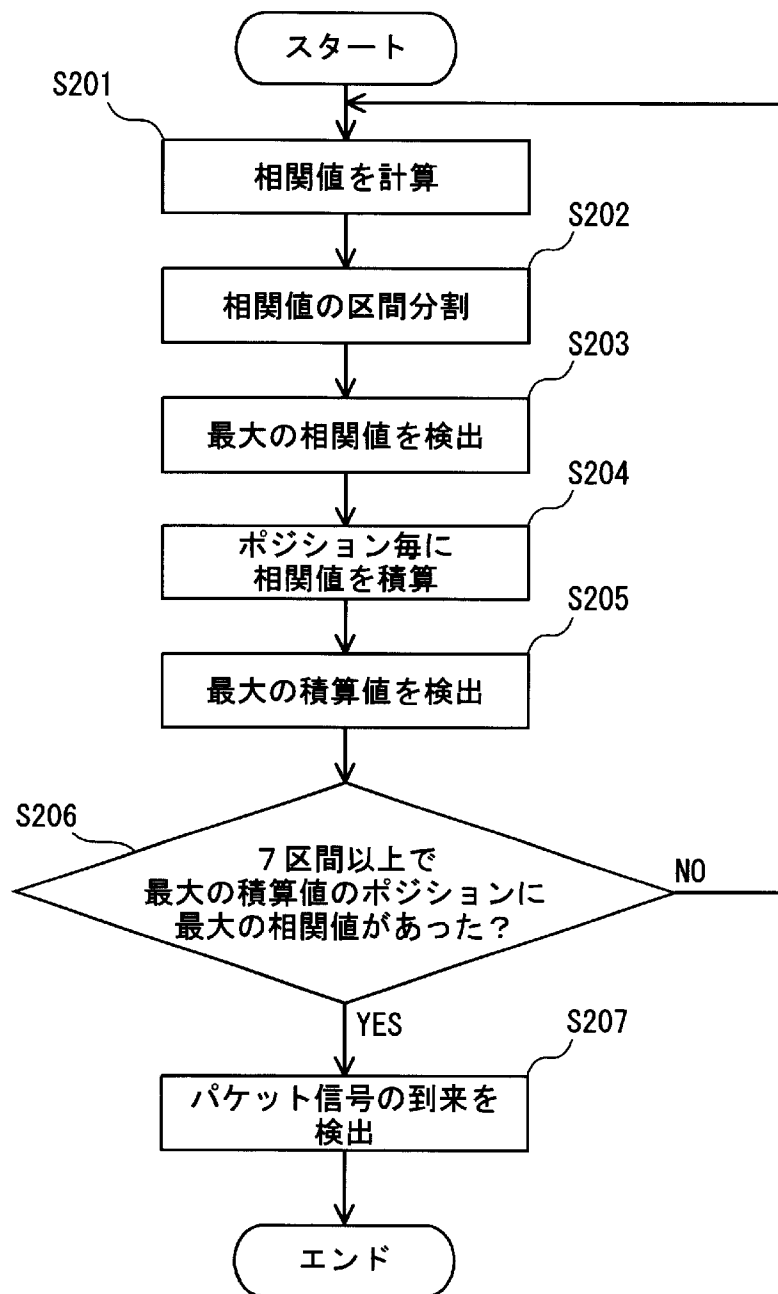 スタート
S201
相関値を計算
S202
相関値の区間分割
S203
最大の相関値を検出
S204
ポジション毎に
相関値を積算
S205
最大の積算値を検出
S206
7区間以上で
最大の積算値のポジションに
最大の相関値があった？
NO
YES
S207
パケット信号の到来を
検出
エンド